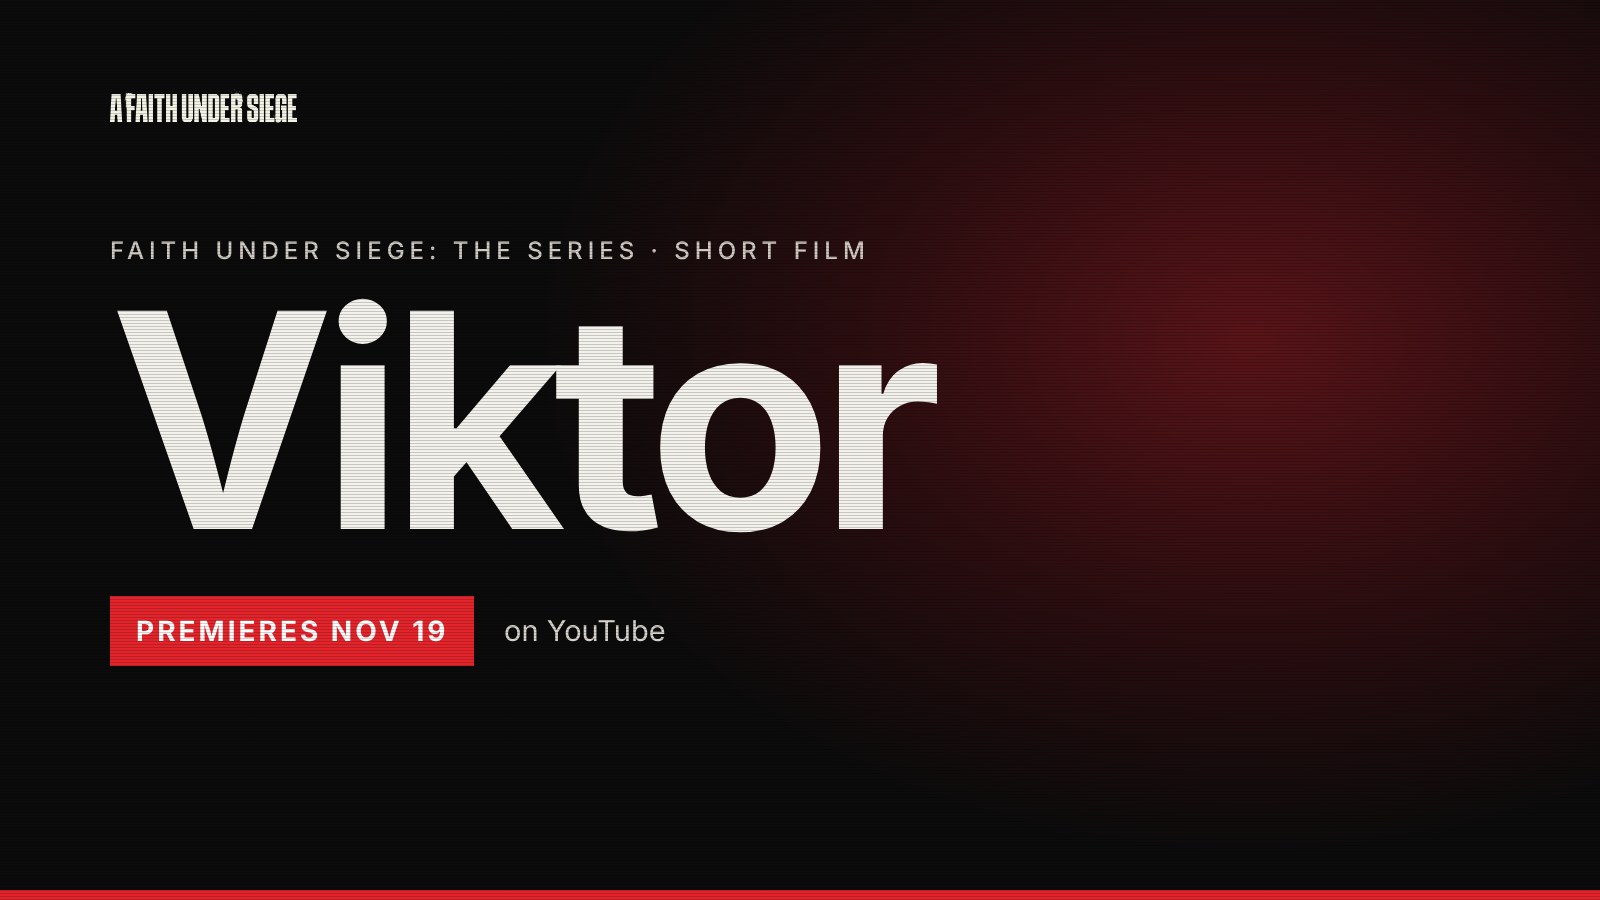 A FAITH UNDER SIEGE
FAITH UNDER SIEGE: THE SERIES · SHORT FILM
Viktor
PREMIERES NOV 19 on YouTube